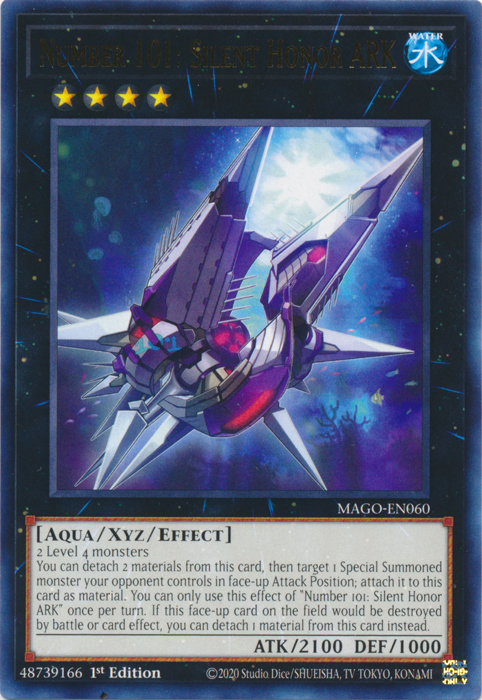 NUMBER 101: SILENT HONOR ARK
WATER
水
101
MAGO-EN060
[AQUA/XYZ/EFFECT]
2 Level 4 monsters
You can detach 2 materials from this card, then target 1 Special Summoned
monster your opponent controls in face-up Attack Position; attach it to this
card as material. You can only use this effect of "Number 101: Silent Honor
ARK" once per turn. If this face-up card on the field would be destroyed
by battle or card effect, you can detach 1 material from this card instead.
ATK/2100 DEF/1000
48739166 1st Edition ©2020 Studio Dice/SHUEISHA, TV TOKYO, KONAMI